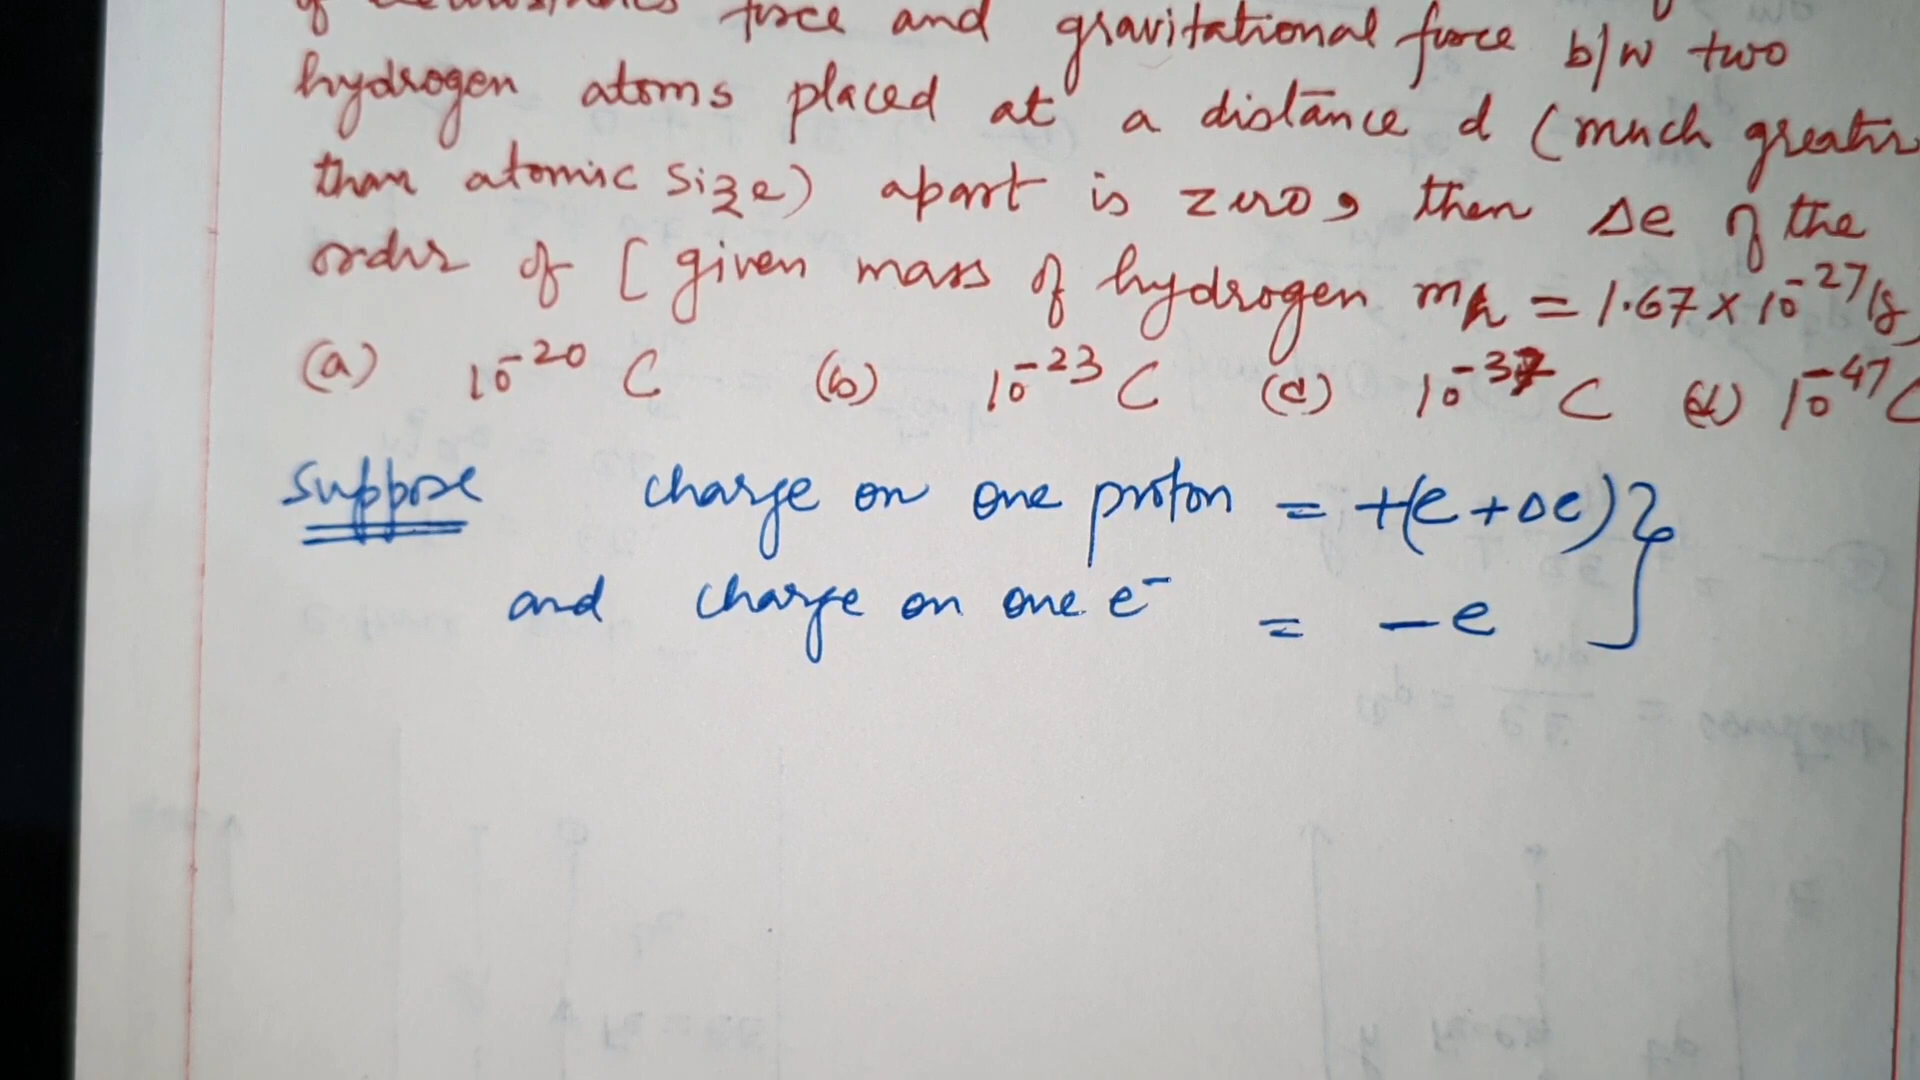 force and gravitational force b/w two
hydrogen atoms placed at a distance d (much greater
than atomic size) apart is zero, then Δe of the
order of [given mass of hydrogen mh = 1.67 x 10^-27 kg
(a) 10^-20 C (b) 10^-23 C (c) 10^-37 C (d) 10^-47 C
Suppose charge on one proton = +(e + Δe)}
and charge on one e^- = -e